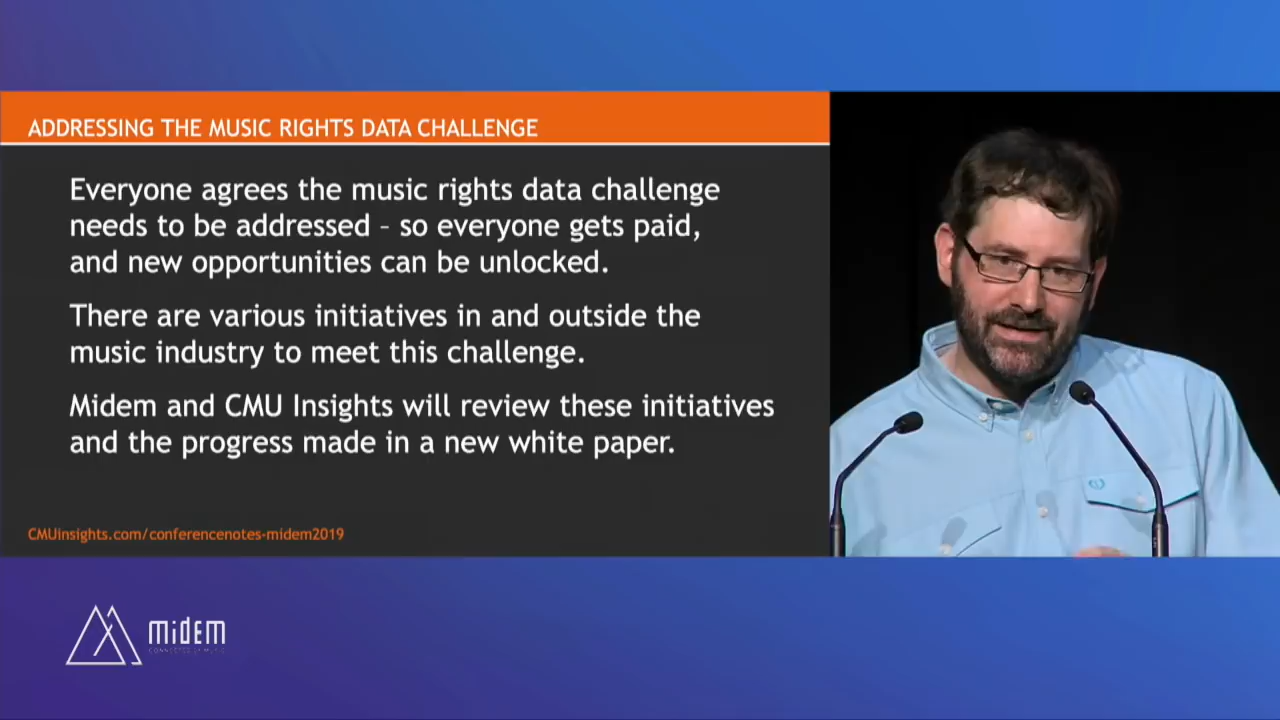 ADDRESSING THE MUSIC RIGHTS DATA CHALLENGE
Everyone agrees the music rights data challenge
needs to be addressed – so everyone gets paid,
and new opportunities can be unlocked.
There are various initiatives in and outside the
music industry to meet this challenge.
Midem and CMU Insights will review these initiatives
and the progress made in a new white paper.
CMUinsights.com/conferencenotes-midem2019
midem
CONNECTED BY MUSIC